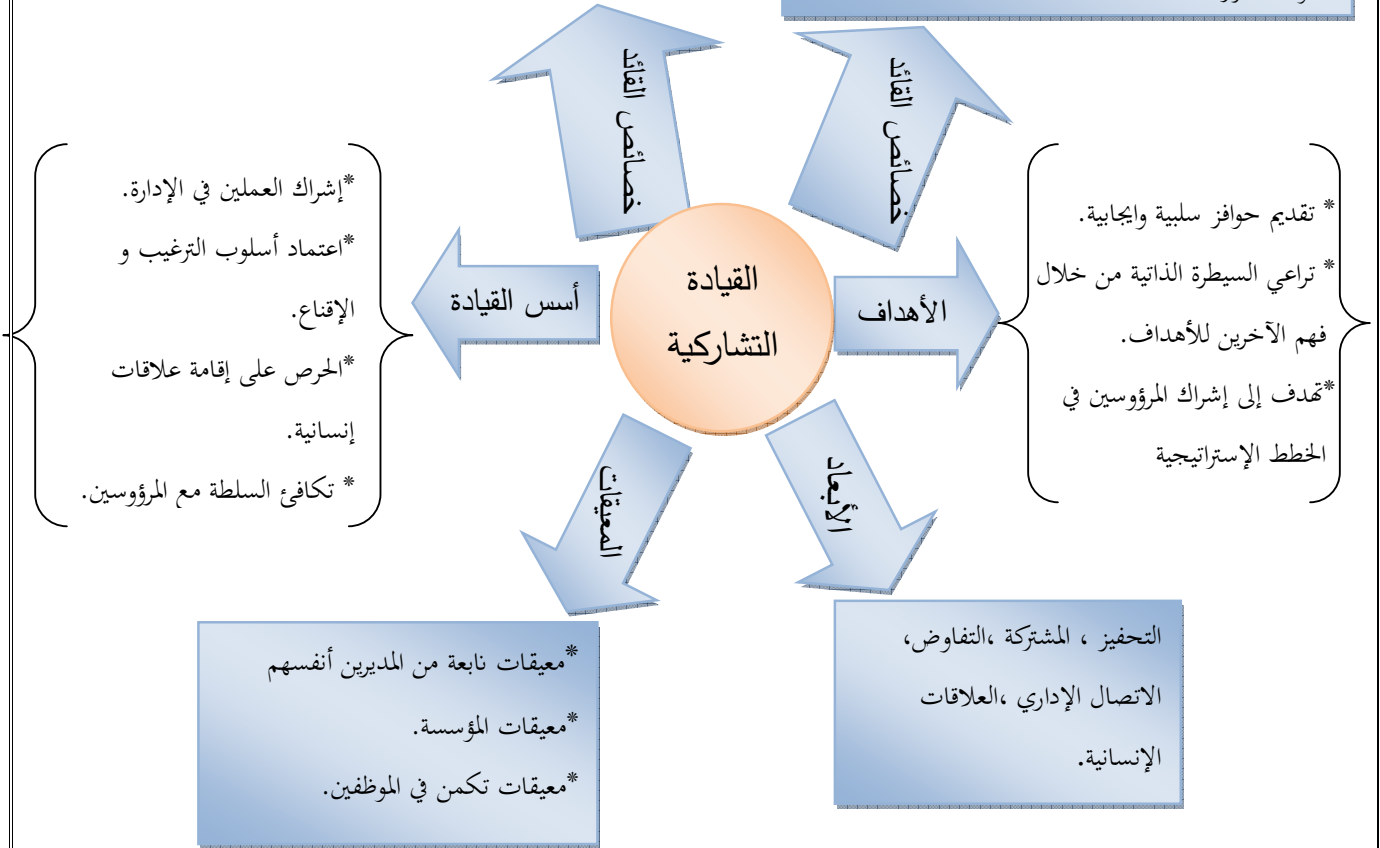 خصائص القائد
خصائص القائد
* تقديم حوافز سلبية وايجابية.
* تراعي السيطرة الذاتية من خلال
فهم الآخرين للأهداف.
*تهدف إلى إشراك المرؤوسين في
الخطط الإستراتيجية
الأهداف
القيادة
التشاركية
أسس القيادة
*إشراك العملين في الإدارة.
*اعتماد أسلوب الترغيب و
الإقناع.
*الحرص على إقامة علاقات
إنسانية.
* تكافئ السلطة مع المرؤوسين.
الأبعاد
المعيقات
التحفيز ، المشتركة ،التفاوض،
الاتصال الإداري ،العلاقات
الإنسانية.
*معيقات نابعة من المديرين أنفسهم
*معيقات المؤسسة.
*معيقات تكمن في الموظفين.